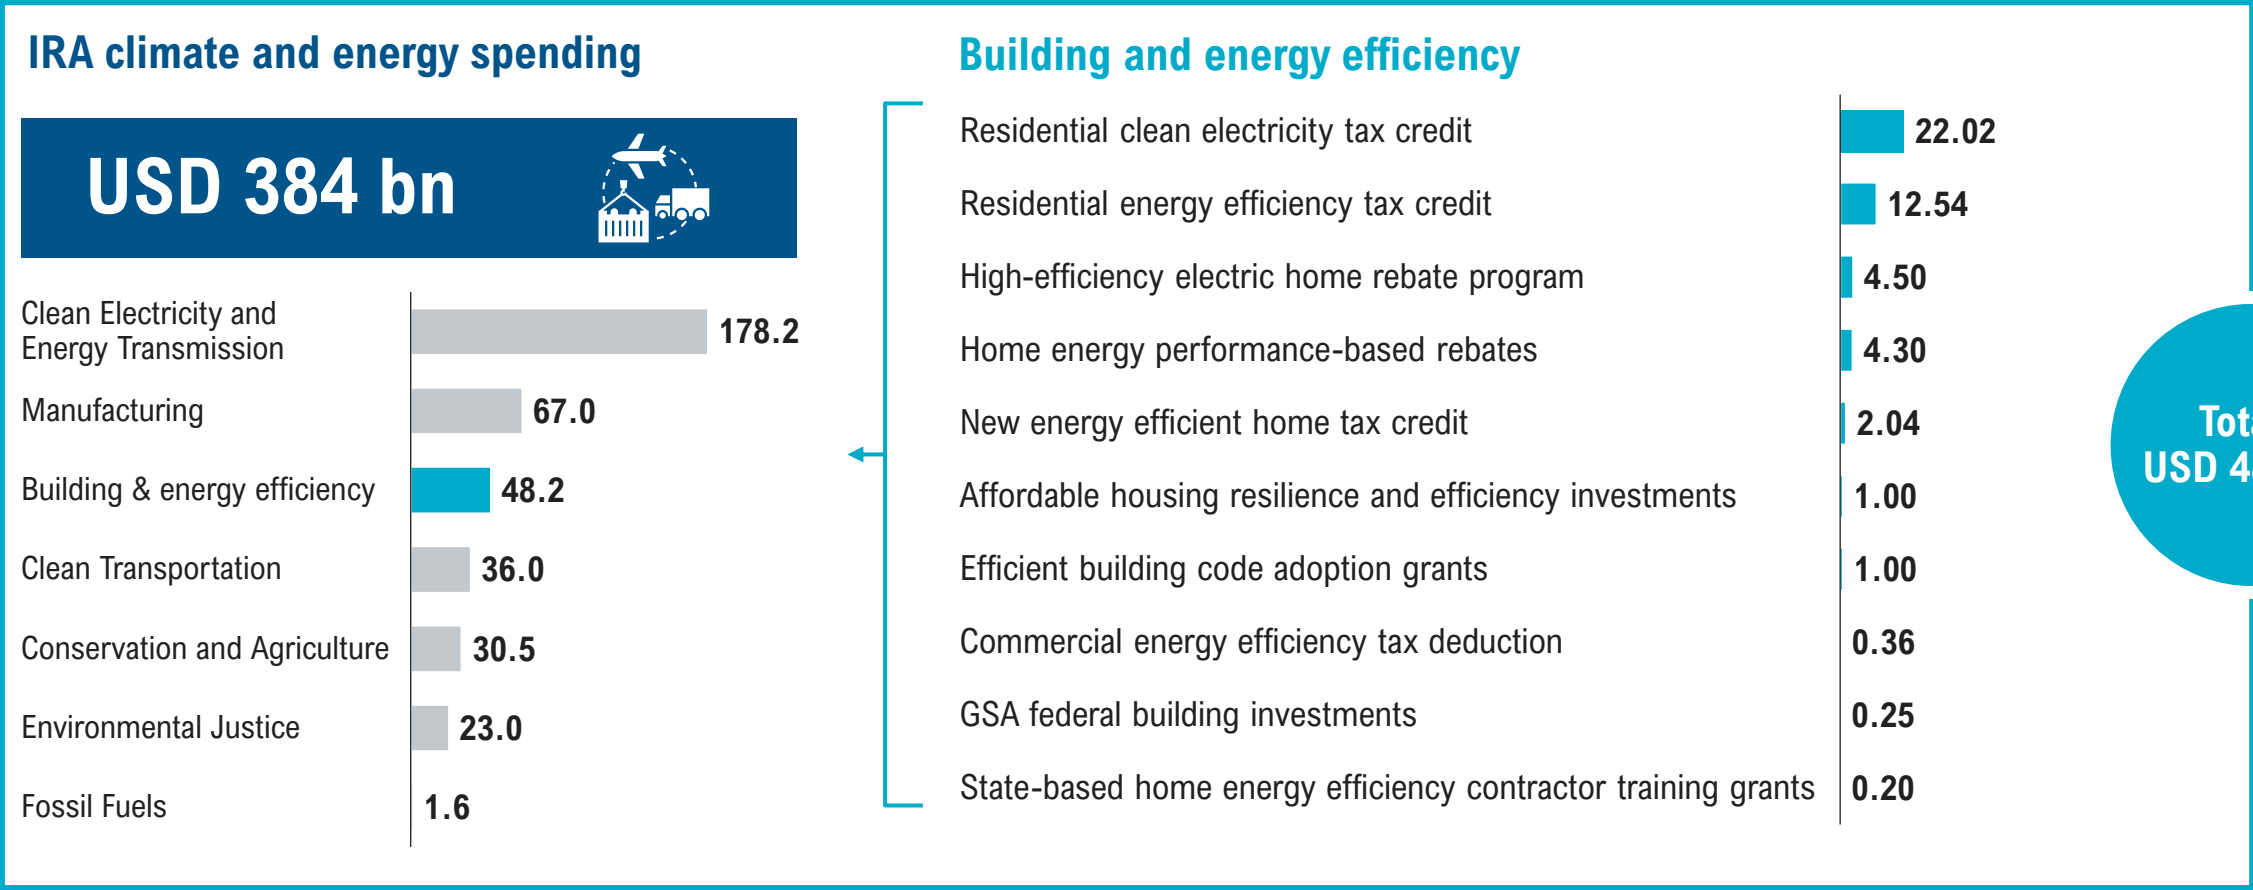 IRA climate and energy spending
USD 384 bn
Clean Electricity and
Energy Transmission
178.2
Manufacturing
67.0
Building & energy efficiency
48.2
Clean Transportation
36.0
Conservation and Agriculture
30.5
Environmental Justice
23.0
Fossil Fuels
1.6
Building and energy efficiency
Residential clean electricity tax credit
22.02
Residential energy efficiency tax credit
12.54
High-efficiency electric home rebate program
4.50
Home energy performance-based rebates
4.30
New energy efficient home tax credit
2.04
Affordable housing resilience and efficiency investments
1.00
Efficient building code adoption grants
1.00
Commercial energy efficiency tax deduction
0.36
GSA federal building investments
0.25
State-based home energy efficiency contractor training grants
0.20
USD